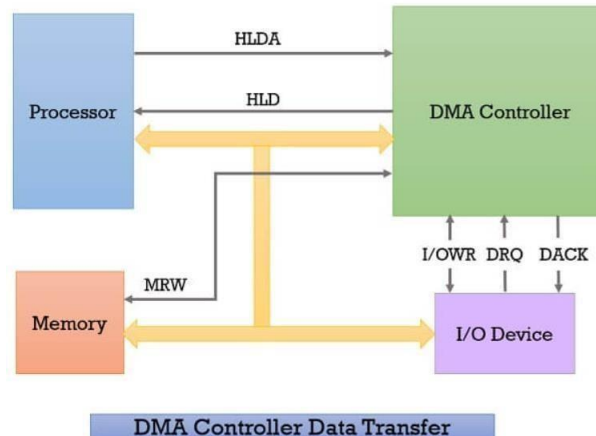 HLDA
Processor
HLD
DMA Controller
I/OWR
DRQ
DACK
MRW
Memory
I/O Device
DMA Controller Data Transfer